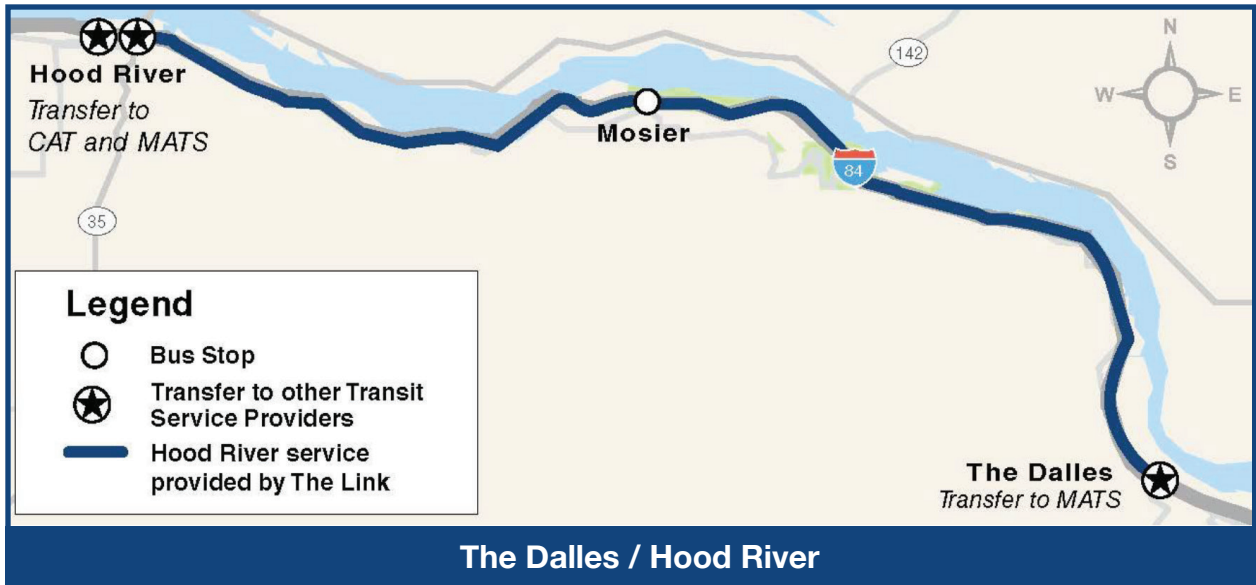 N
W E
S
142
Hood River
Transfer to
CAT and MATS
Mosier
84
35
Legend
Bus Stop
Transfer to other Transit
Service Providers
Hood River service
provided by The Link
The Dalles
Transfer to MATS
The Dalles / Hood River